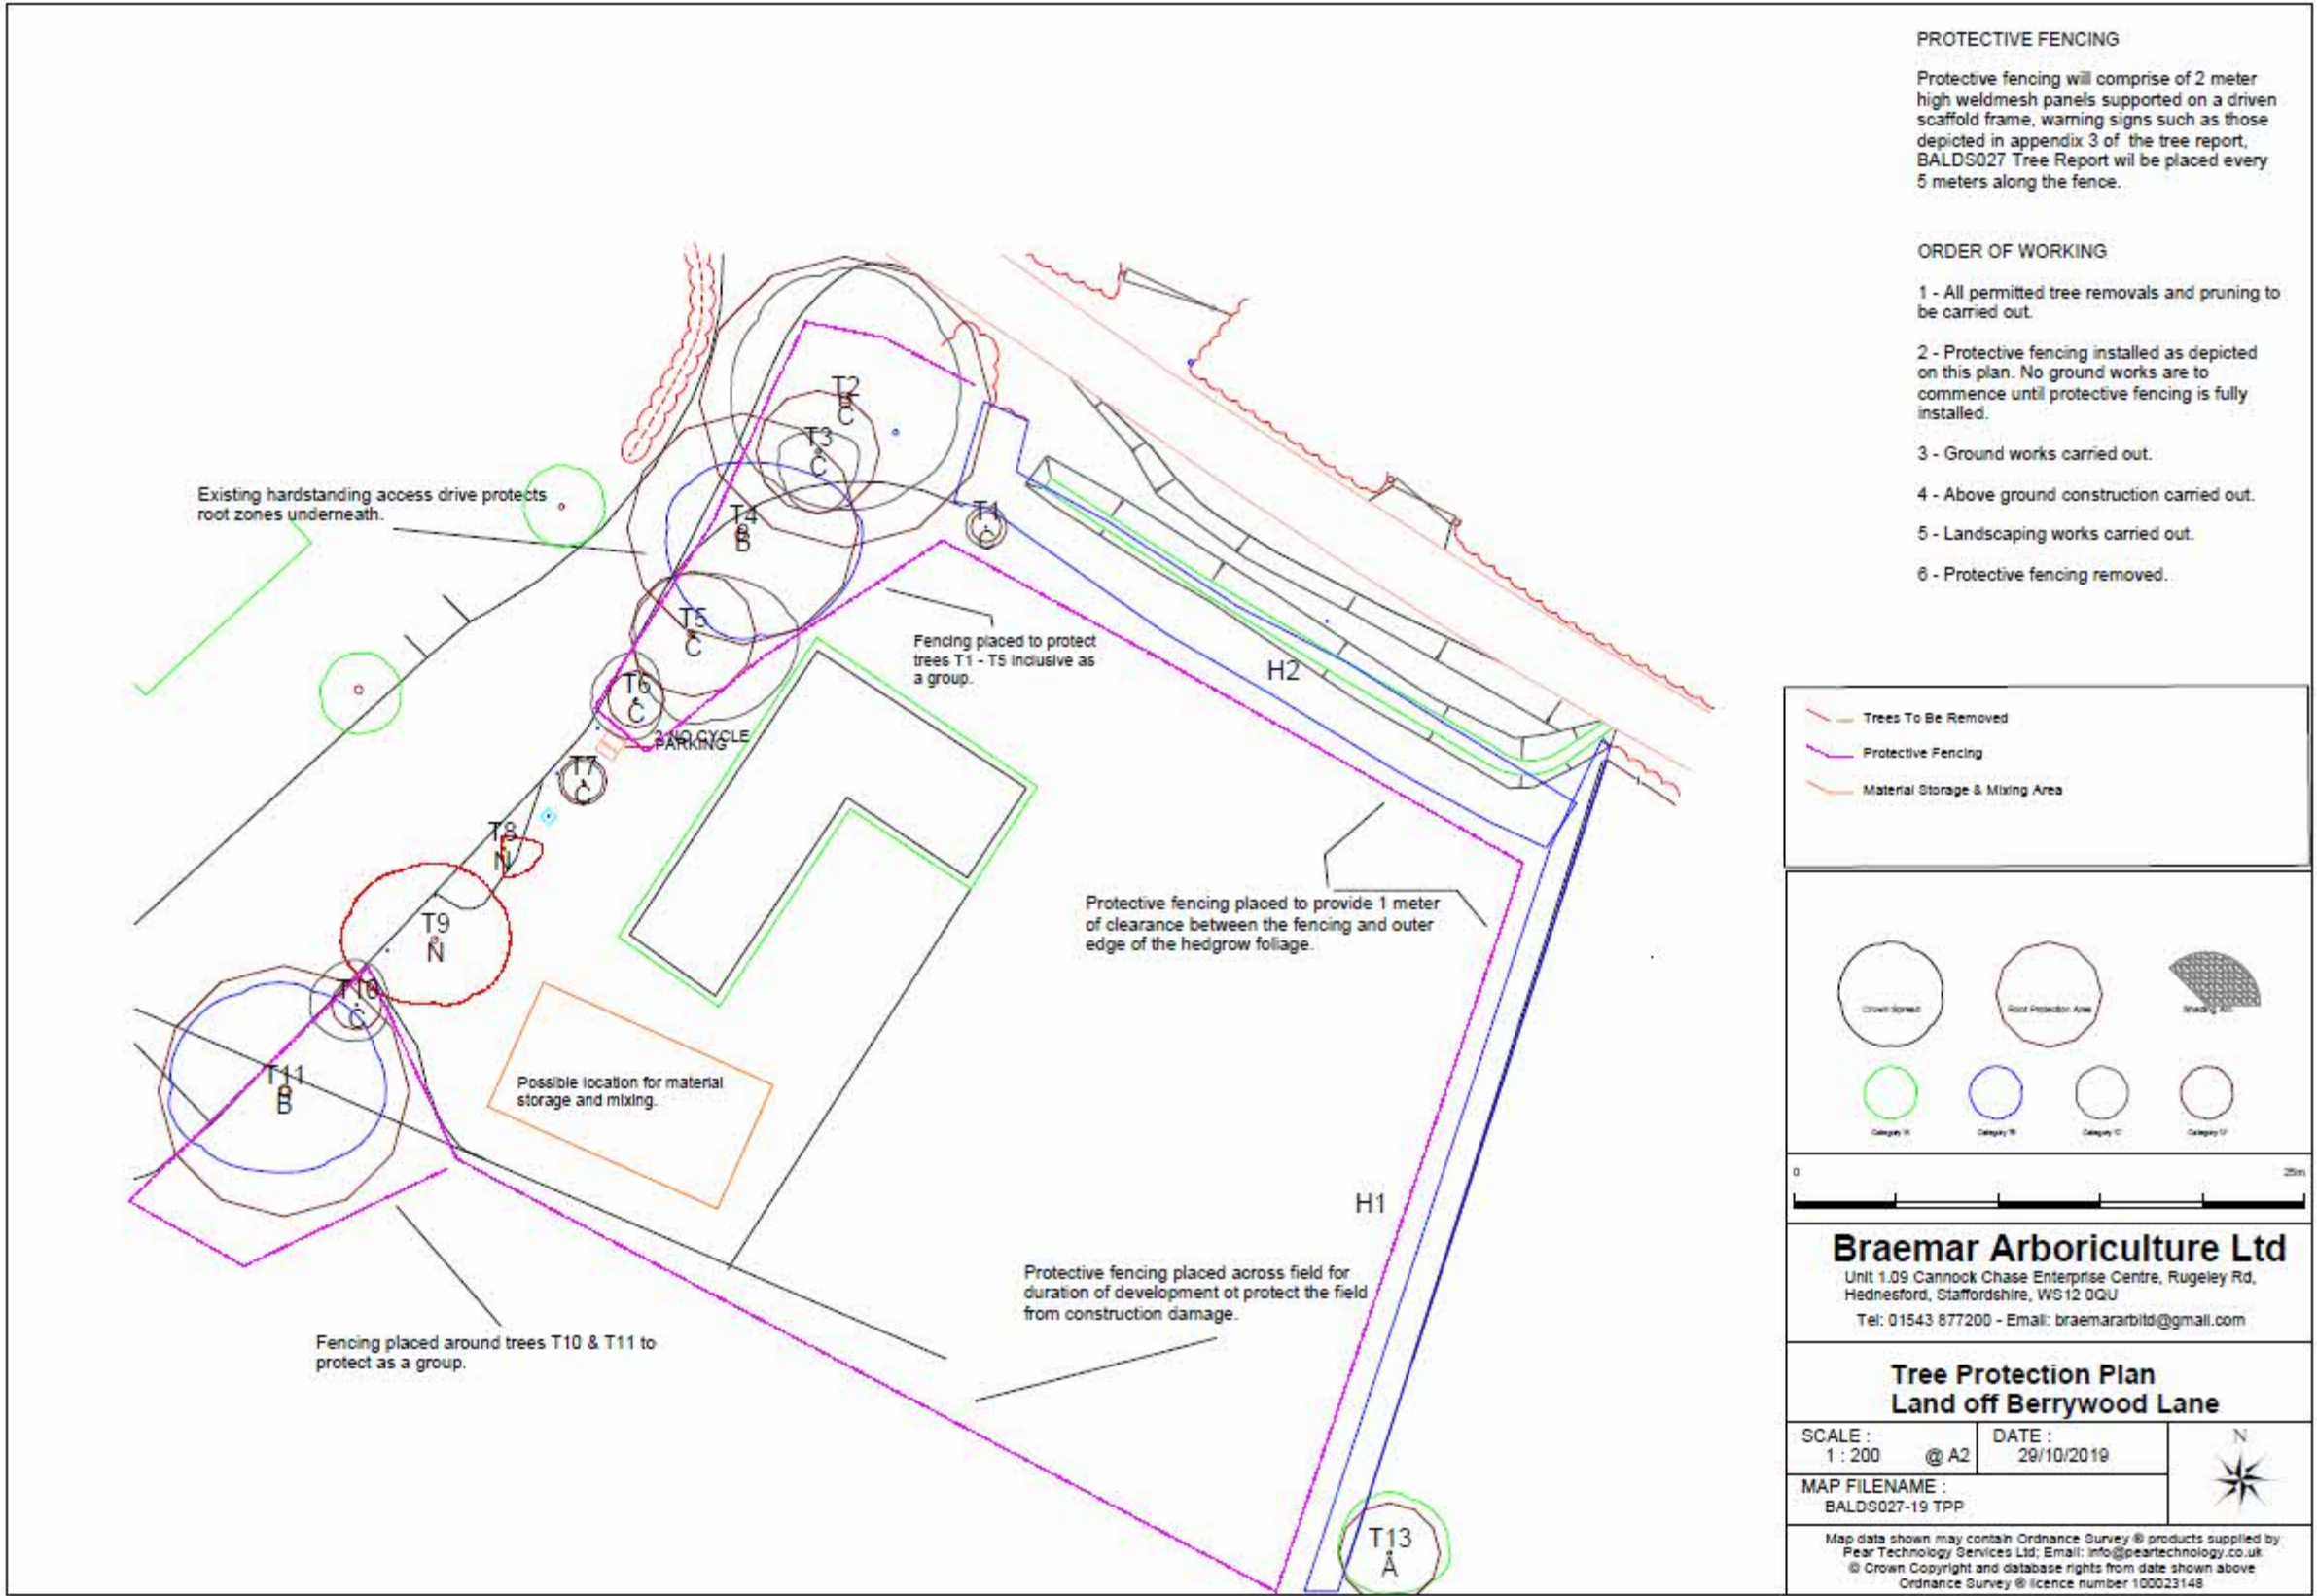 PROTECTIVE FENCING
Protective fencing will comprise of 2 meter
high weldmesh panels supported on a driven
scaffold frame, warning signs such as those
depicted in appendix 3 of the tree report,
BALDS027 Tree Report wil be placed every
5 meters along the fence.
ORDER OF WORKING
1 - All permitted tree removals and pruning to
be carried out.
2 - Protective fencing installed as depicted
on this plan. No ground works are to
commence until protective fencing is fully
installed.
3 - Ground works carried out.
4 - Above ground construction carried out.
5 - Landscaping works carried out.
6 - Protective fencing removed.
T2
C
T3
C
Existing hardstanding access drive protects
root zones underneath.
T4
B
T1
C
T5
C
Fencing placed to protect
trees T1 - T5 inclusive as
a group.
H2
T6
C
2 NO CYCLE
PARKING
T7
C
T8
N
T9
N
Protective fencing placed to provide 1 meter
of clearance between the fencing and outer
edge of the hedgrow foliage.
T10
C
T11
B
Possible location for material
storage and mixing.
H1
Protective fencing placed across field for
duration of development ot protect the field
from construction damage.
Fencing placed around trees T10 & T11 to
protect as a group.
T13
A
Trees To Be Removed
Protective Fencing
Material Storage & Mixing Area
Crown Spread
Root Protection Area
Shading Arc
Category 'A'
Category 'B'
Category 'C'
Category 'U'
0 25m
Braemar Arboriculture Ltd
Unit 1.09 Cannock Chase Enterprise Centre, Rugeley Rd,
Hednesford, Staffordshire, WS12 0QU
Tel: 01543 877200 - Email: braemararbltd@gmail.com
Tree Protection Plan
Land off Berrywood Lane
SCALE :
1 : 200 @ A2
DATE :
29/10/2019
N
MAP FILENAME :
BALDS027-19 TPP
Map data shown may contain Ordnance Survey ® products supplied by
Pear Technology Services Ltd; Email: info@peartechnology.co.uk
© Crown Copyright and database rights from date shown above
Ordnance Survey ® licence number 100023148